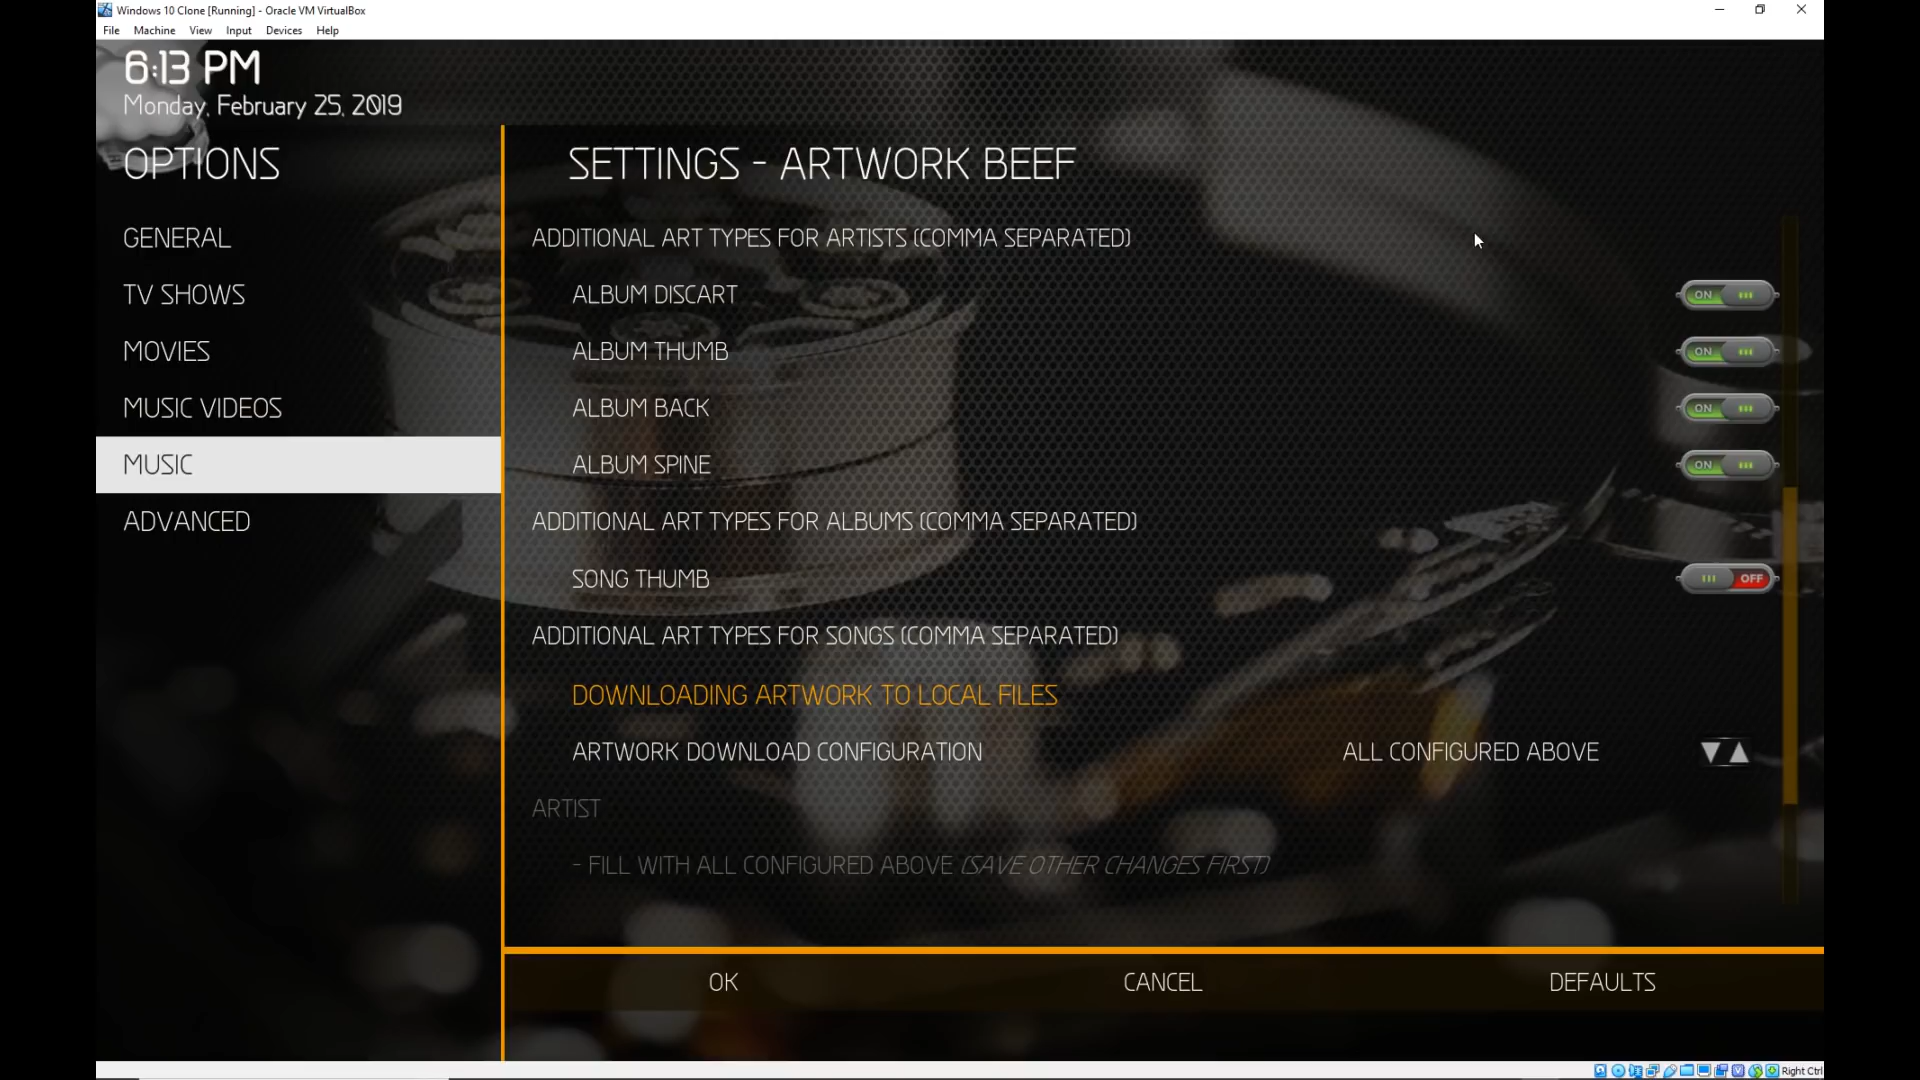 Windows 10 Clone [Running] - Oracle VM VirtualBox
File Machine View Input Devices Help
6:13 PM
Monday, February 25, 2019
OPTIONS
GENERAL
TV SHOWS
MOVIES
MUSIC VIDEOS
MUSIC
ADVANCED
SETTINGS - ARTWORK BEEF
ADDITIONAL ART TYPES FOR ARTISTS (COMMA SEPARATED)
ALBUM DISCART ON
ALBUM THUMB ON
ALBUM BACK ON
ALBUM SPINE ON
ADDITIONAL ART TYPES FOR ALBUMS (COMMA SEPARATED)
SONG THUMB OFF
ADDITIONAL ART TYPES FOR SONGS (COMMA SEPARATED)
DOWNLOADING ARTWORK TO LOCAL FILES
ARTWORK DOWNLOAD CONFIGURATION ALL CONFIGURED ABOVE
ARTIST
- FILL WITH ALL CONFIGURED ABOVE (SAVE OTHER CHANGES FIRST)
OK CANCEL DEFAULTS
Right Ctrl